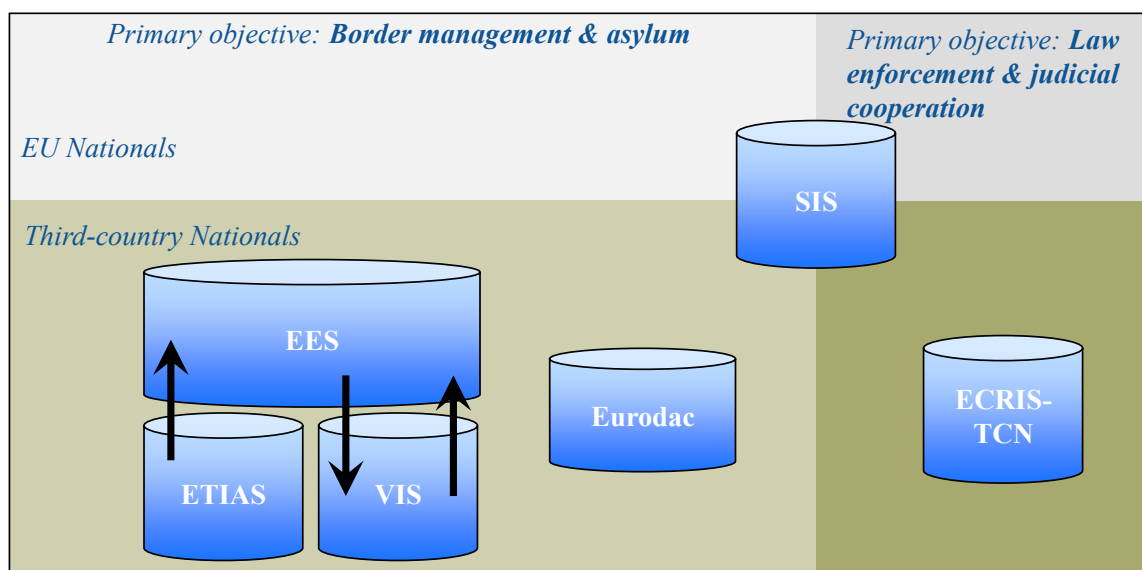 Primary objective: Border management & asylum
Primary objective: Law
enforcement & judicial
cooperation
EU Nationals
SIS
Third-country Nationals
EES
Eurodac
ECRIS-
TCN
ETIAS
VIS